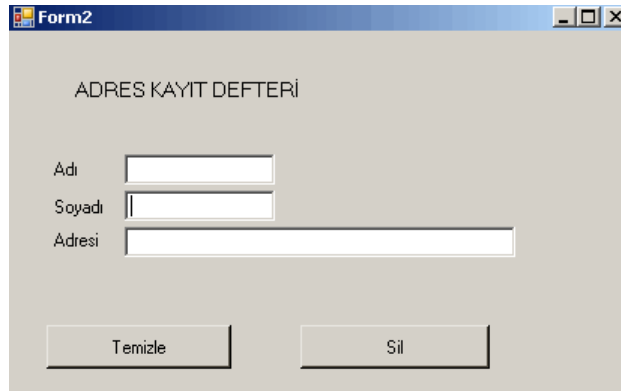 Form2
ADRES KAYIT DEFTERİ
Adı
Soyadı
Adresi
Temizle Sil